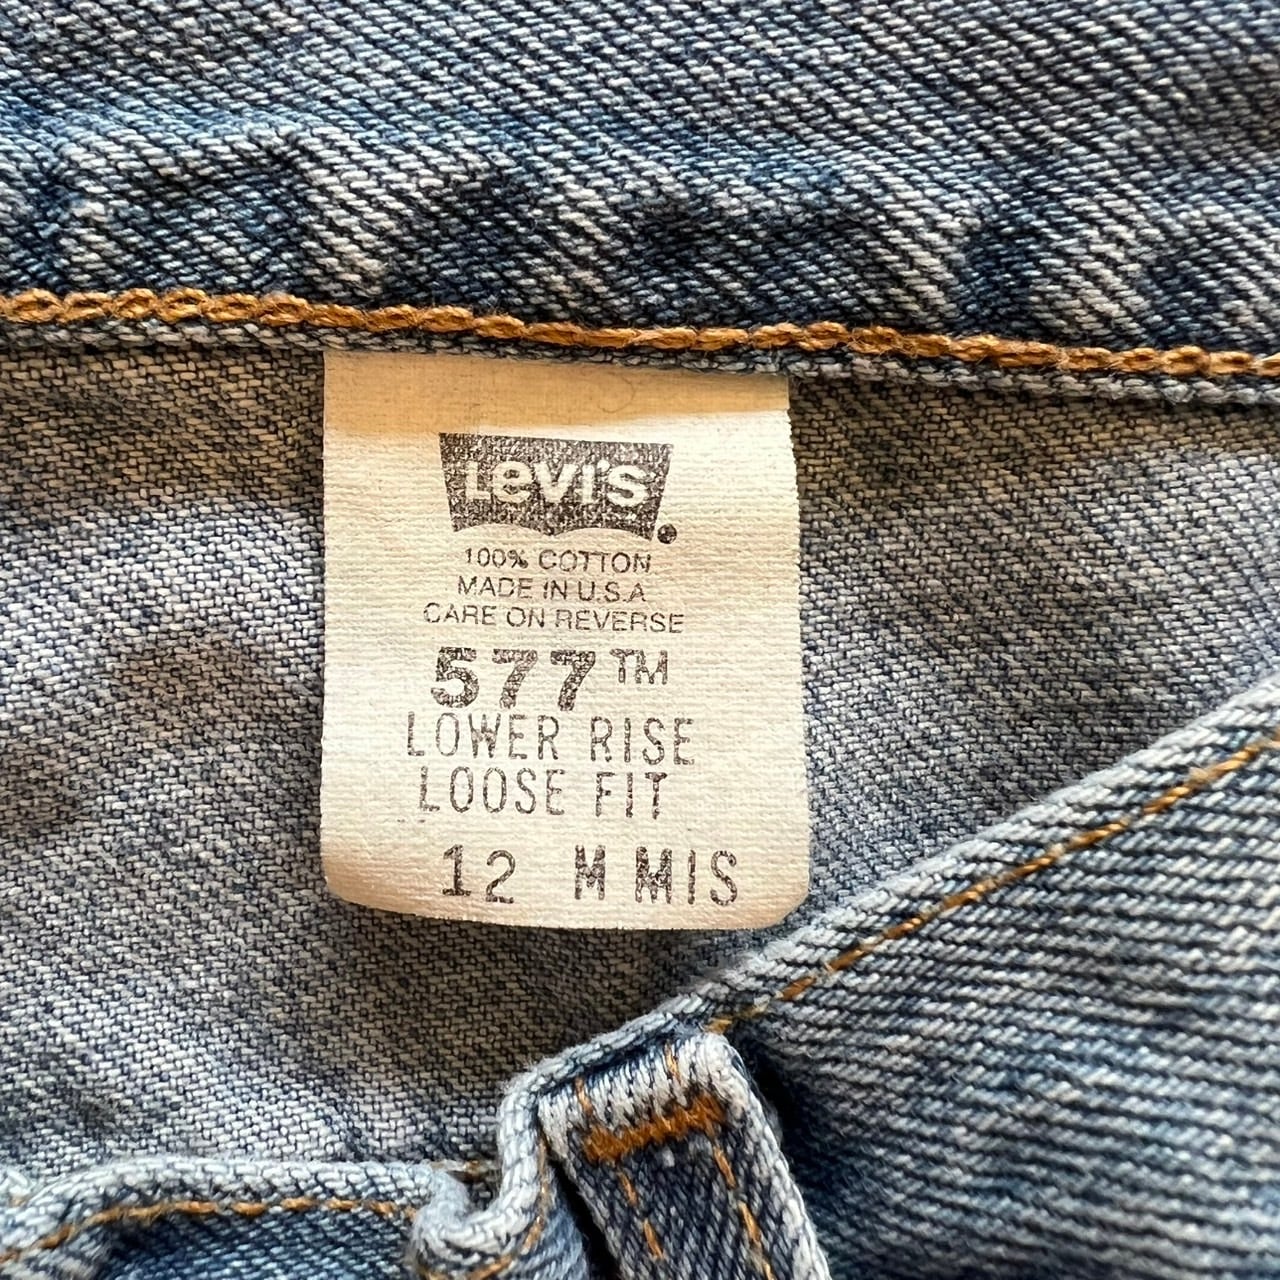 Levi's
100% COTTON
MADE IN U.S.A
CARE ON REVERSE
577™
LOWER RISE
LOOSE FIT
12 M MIS